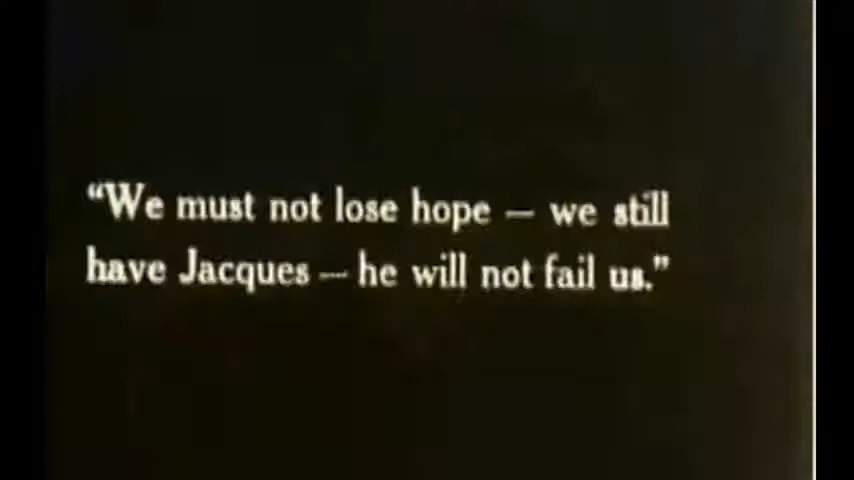 “We must not lose hope — we still
have Jacques — he will not fail us.”